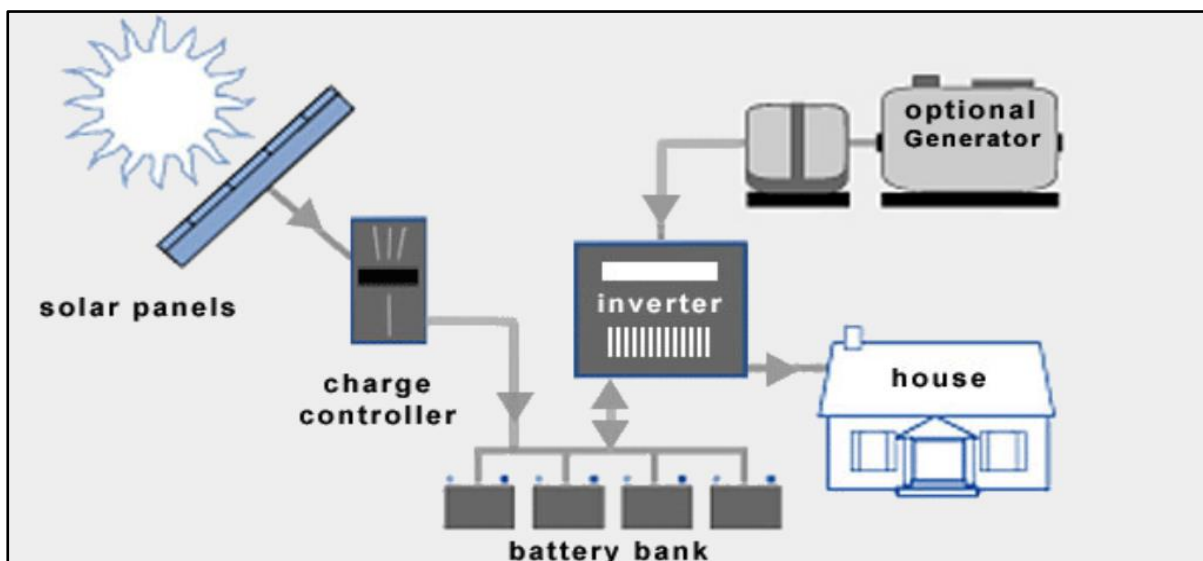 optional
Generator
solar panels
inverter
charge
controller
house
battery bank